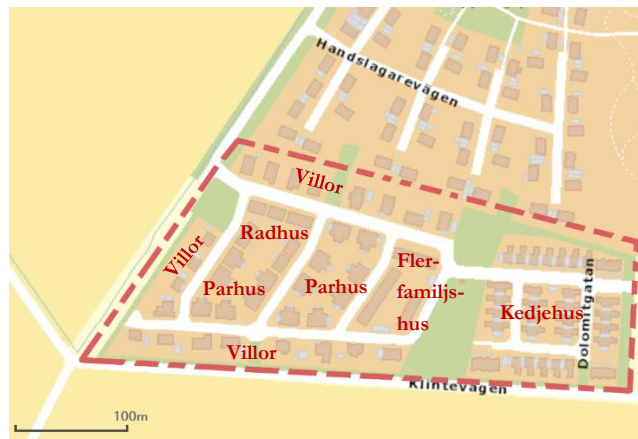 Handslagarevägen
Villor
Villor
Radhus
Parhus
Parhus
Fler-
familjs-
hus
Kedjehus
Dolomitgatan
Villor
Klintevägen
100m